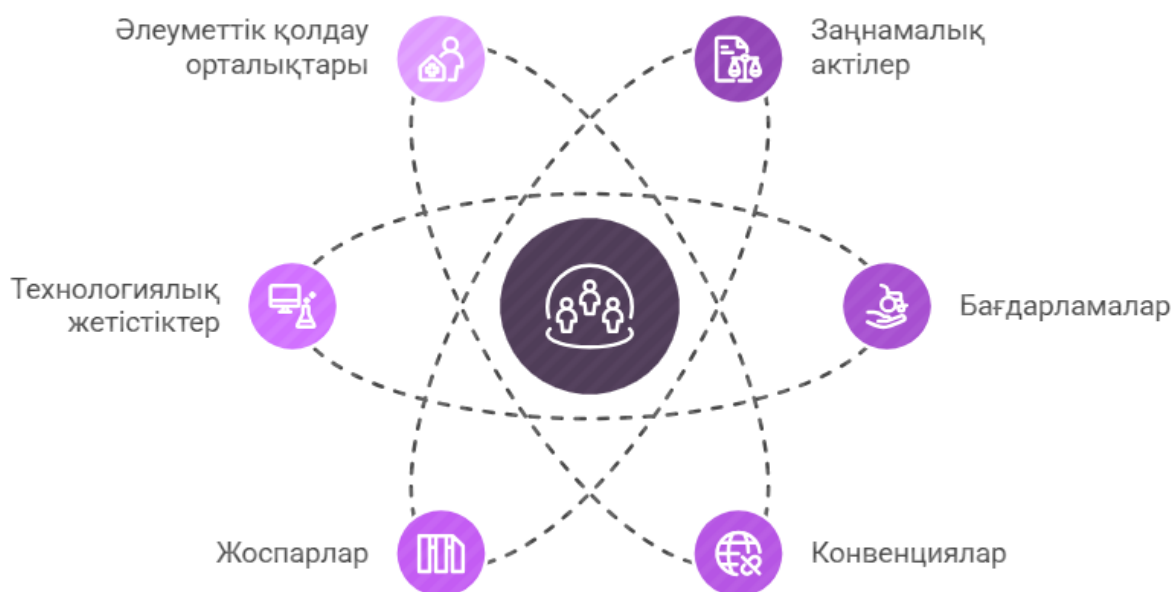 Әлеуметтік қолдау
орталықтары
Заңнамалық
актілер
Технологиялық
жетістіктер
Бағдарламалар
Жоспарлар
Конвенциялар